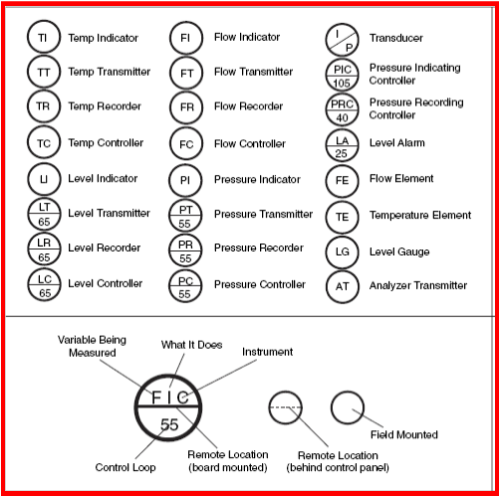 TI Temp Indicator
TT Temp Transmitter
TR Temp Recorder
TC Temp Controller
LI Level Indicator
LT 65 Level Transmitter
LR 65 Level Recorder
LC 65 Level Controller
FI Flow Indicator
FT Flow Transmitter
FR Flow Recorder
FC Flow Controller
PI Pressure Indicator
PT 55 Pressure Transmitter
PR 55 Pressure Recorder
PC 55 Pressure Controller
I P Transducer
PIC 105 Pressure Indicating
Controller
PRC 40 Pressure Recording
Controller
LA 25 Level Alarm
FE Flow Element
TE Temperature Element
LG Level Gauge
AT Analyzer Transmitter
Variable Being
Measured
What It Does
Instrument
F I C
55
Control Loop
Remote Location
(board mounted)
Remote Location
(behind control panel)
Field Mounted